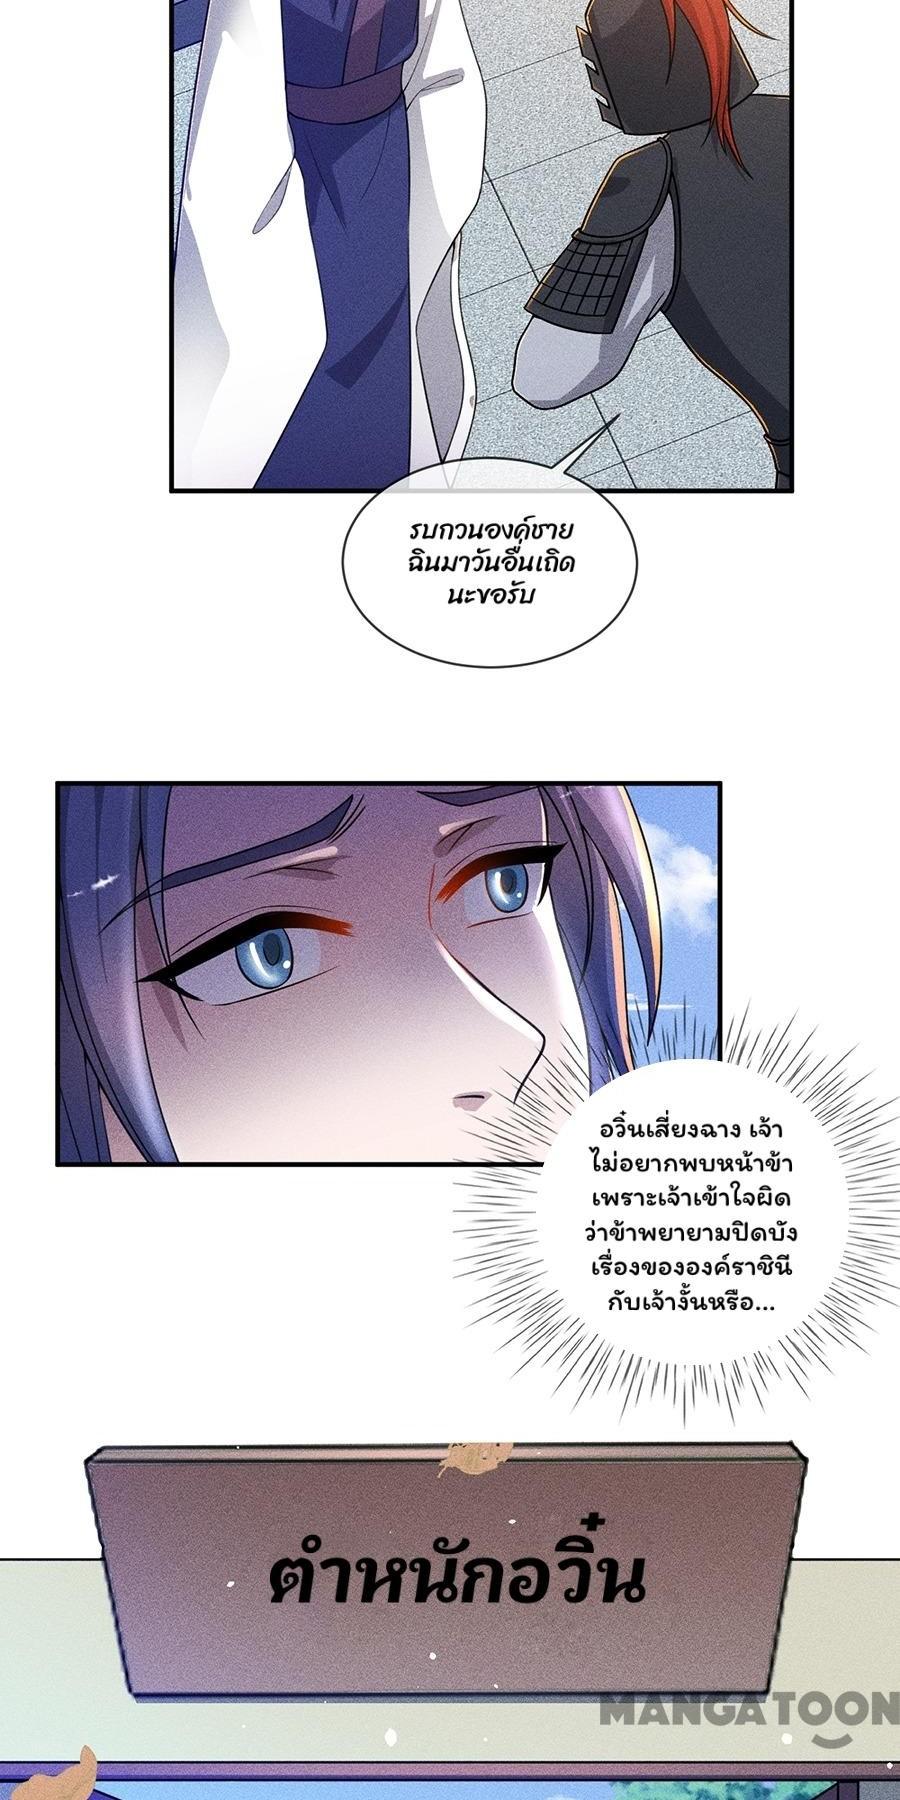 รบกวนองค์ชาย
ฉินมาวันอื่นเถิด
นะขอรับ
อวิ๋นเสี่ยงฉาง เจ้า
ไม่อยากพบหน้าข้า
เพราะเจ้าเข้าใจผิด
ว่าข้าพยายามปิดบัง
เรื่องขององค์ราชินี
กับเจ้างั้นหรือ...
ตำหนักอวิ๋น
MANGATOON